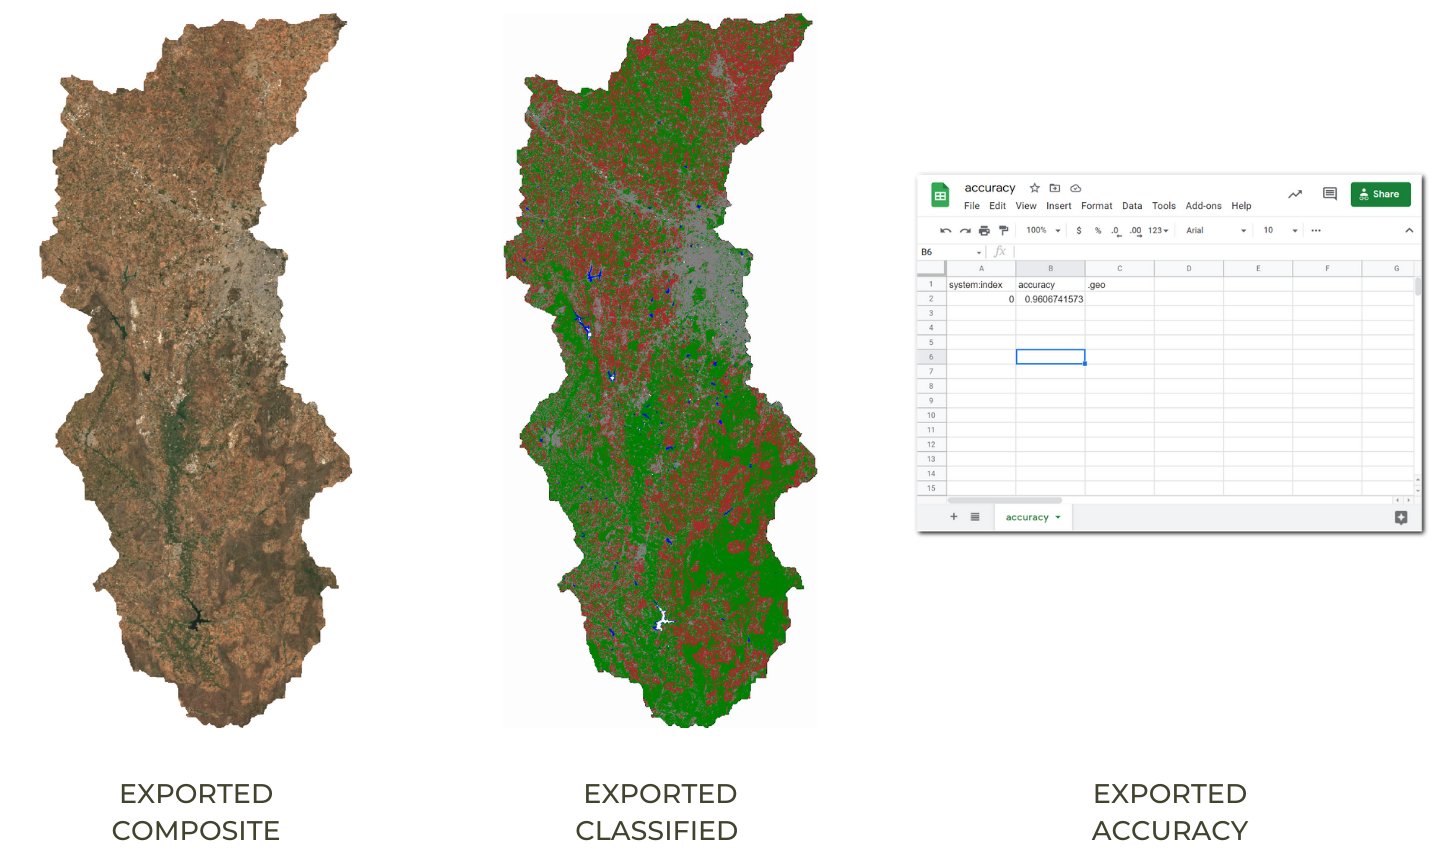 accuracy
Share
File Edit View Insert Format Data Tools Add-ons Help
100% $ % .0 .00 123 Arial 10
B6 fx
A B C D E F G
1 system:index accuracy .geo
2 0 0.9606741573
3
4
5
6
7
8
9
10
11
12
13
14
15
accuracy
EXPORTED
COMPOSITE
EXPORTED
CLASSIFIED
EXPORTED
ACCURACY